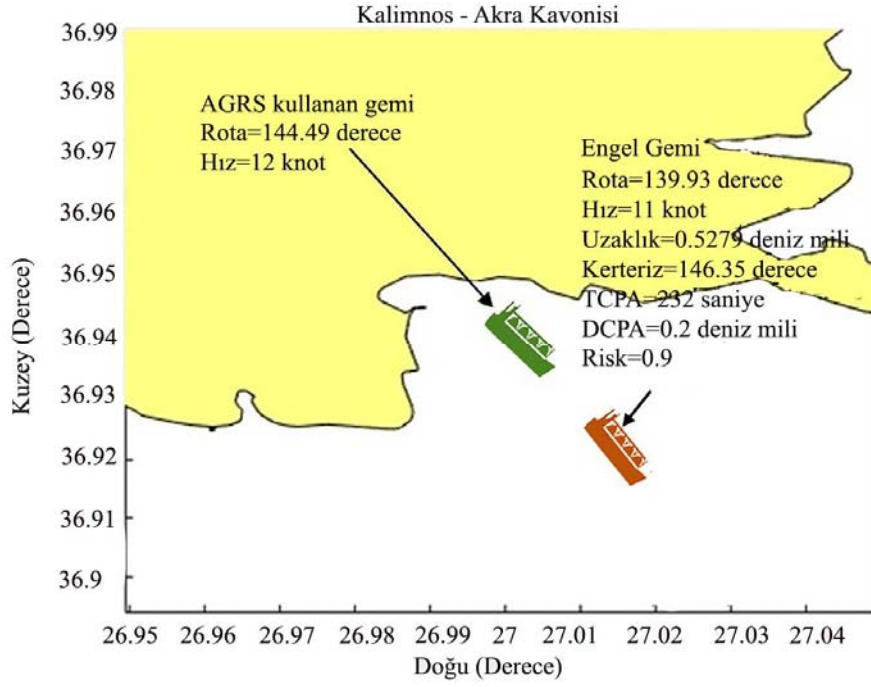 Kalimnos - Akra Kavonisi
36.99
36.98
36.97
36.96
36.95
36.94
36.93
36.92
36.91
36.9
Kuzey (Derece)
AGRS kullanan gemi
Rota=144.49 derece
Hız=12 knot
Engel Gemi
Rota=139.93 derece
Hız=11 knot
Uzaklık=0.5279 deniz mili
Kerteriz=146.35 derece
TCPA=232 saniye
DCPA=0.2 deniz mili
Risk=0.9
26.95 26.96 26.97 26.98 26.99 27 27.01 27.02 27.03 27.04
Doğu (Derece)